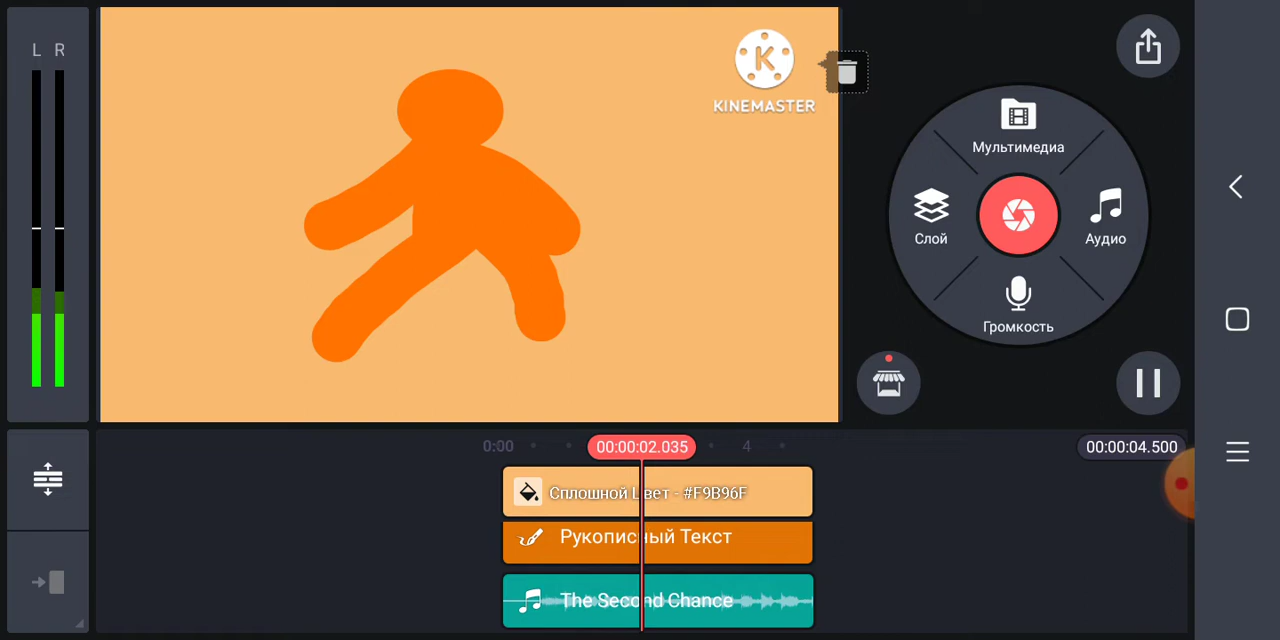 L R
K
KINEMASTER
Мультимедиа
Слой
Аудио
Громкость
0:00
00:00:02.035
4
00:00:04.500
Сплошной Цвет - #F9B96F
Рукописный Текст
The Second Chance